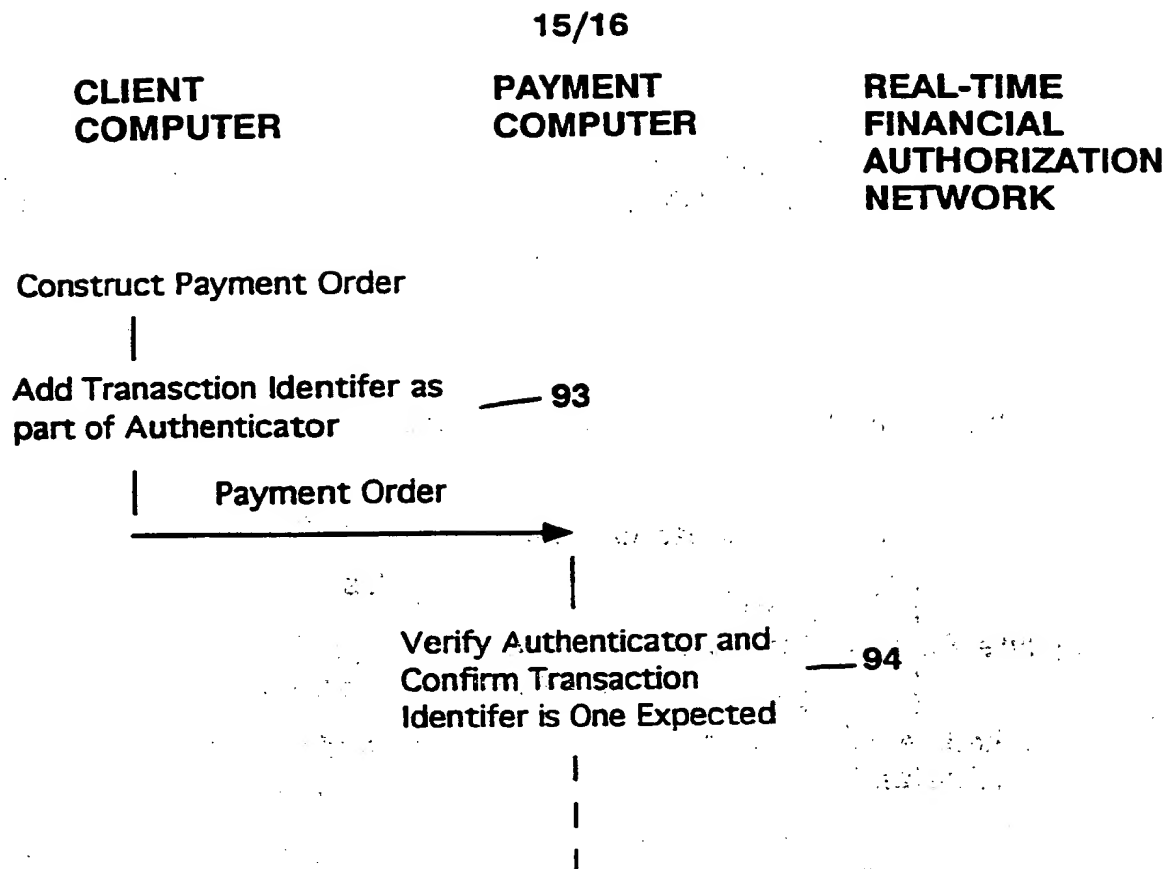 15/16
CLIENT
COMPUTER
PAYMENT
COMPUTER
REAL-TIME
FINANCIAL
AUTHORIZATION
NETWORK
Construct Payment Order
Add Tranasction Identifer as
part of Authenticator
93
Payment Order
Verify Authenticator and
Confirm Transaction
Identifer is One Expected
94